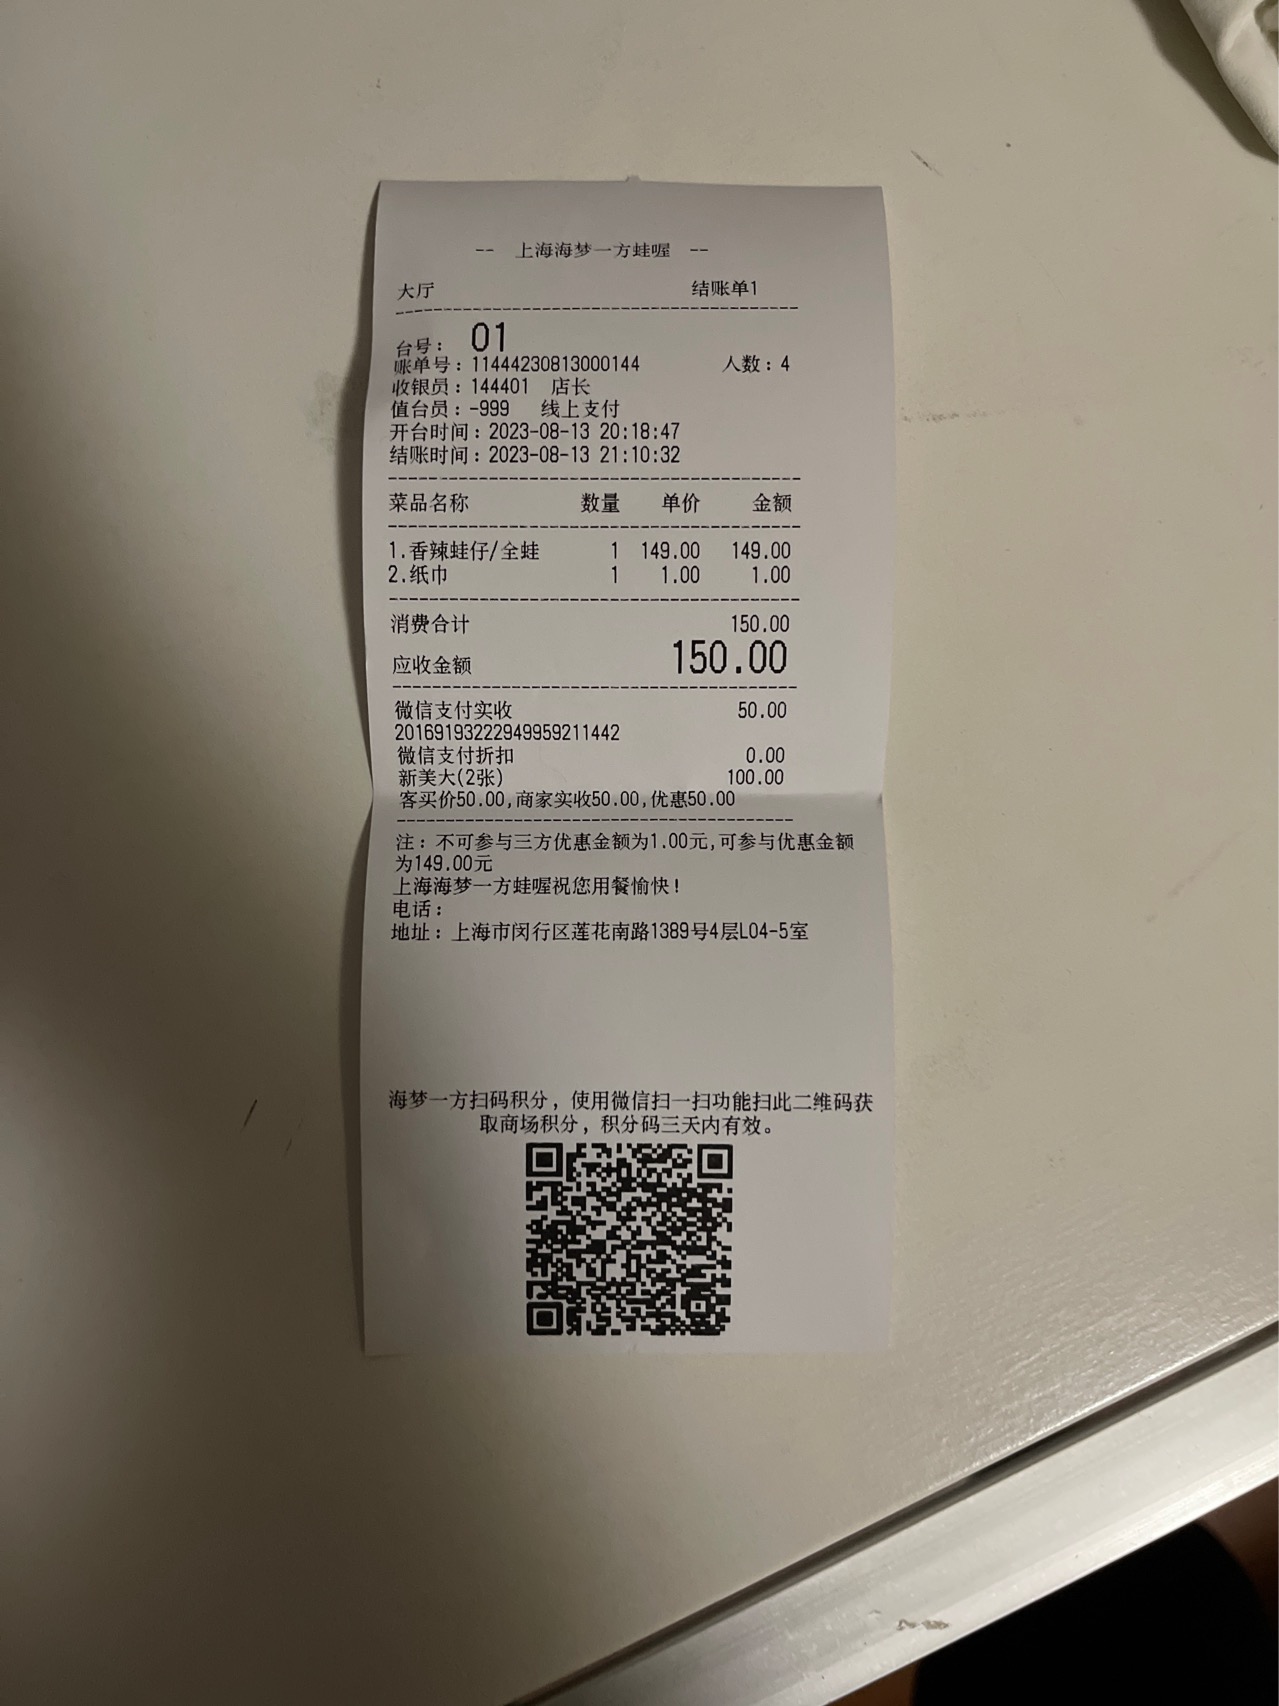 -- 上海海梦一方蛙喔 --
大厅 结账单1
台号: 01
账单号:11444230813000144 人数:4
收银员:144401 店长
值台员:-999 线上支付
开台时间:2023-08-13 20:18:47
结账时间:2023-08-13 21:10:32
菜品名称 数量 单价 金额
1.香辣蛙仔/全蛙 1 149.00 149.00
2.纸巾 1 1.00 1.00
消费合计 150.00
应收金额 150.00
微信支付实收 50.00
20169193222949959211442
微信支付折扣 0.00
新美大(2张) 100.00
客买价50.00,商家实收50.00,优惠50.00
注: 不可参与三方优惠金额为1.00元,可参与优惠金额
为149.00元
上海海梦一方蛙喔祝您用餐愉快!
电话:
地址: 上海市闵行区莲花南路1389号4层L04-5室
海梦一方扫码积分, 使用微信扫一扫功能扫此二维码获
取商场积分, 积分码三天内有效。